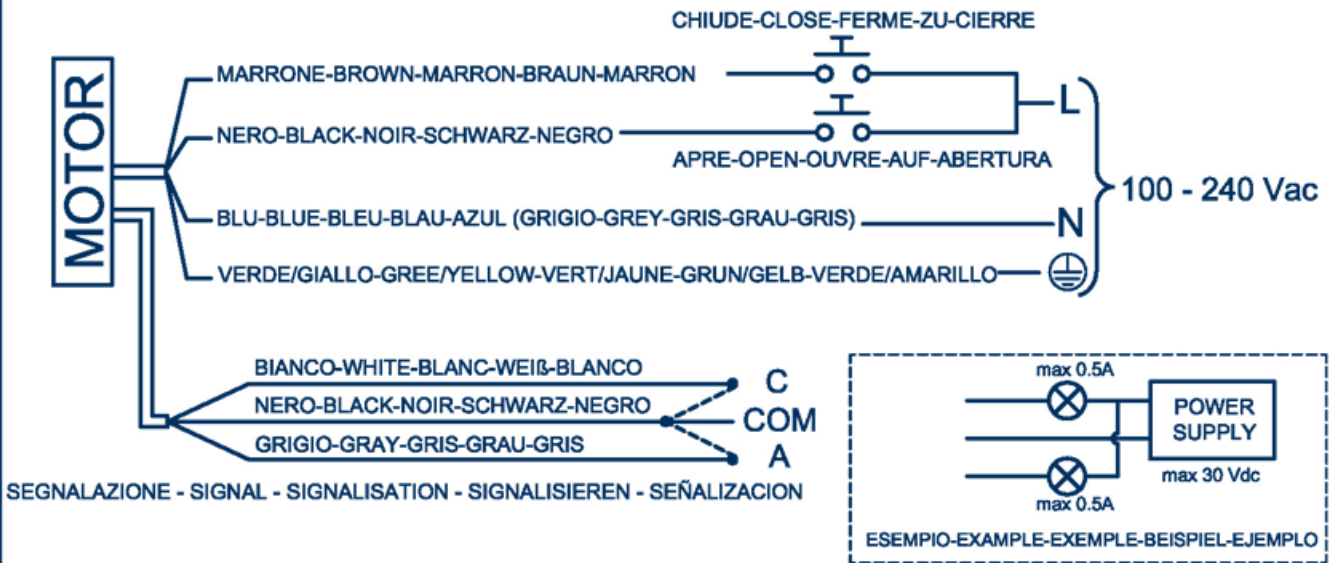 CHIUDE-CLOSE-FERME-ZU-CIERRE
MOTOR
MARRONE-BROWN-MARRON-BRAUN-MARRON
L
NERO-BLACK-NOIR-SCHWARZ-NEGRO
APRE-OPEN-OUVRE-AUF-ABERTURA
100 - 240 Vac
BLU-BLUE-BLEU-BLAU-AZUL (GRIGIO-GREY-GRIS-GRAU-GRIS)
N
VERDE/GIALLO-GREE/YELLOW-VERT/JAUNE-GRUN/GELB-VERDE/AMARILLO
BIANCO-WHITE-BLANC-WEIß-BLANCO
C
NERO-BLACK-NOIR-SCHWARZ-NEGRO
COM
GRIGIO-GRAY-GRIS-GRAU-GRIS
A
SEGNALAZIONE - SIGNAL - SIGNALISATION - SIGNALISIEREN - SEÑALIZACION
max 0.5A
POWER
SUPPLY
max 30 Vdc
max 0.5A
ESEMPIO-EXAMPLE-EXEMPLE-BEISPIEL-EJEMPLO